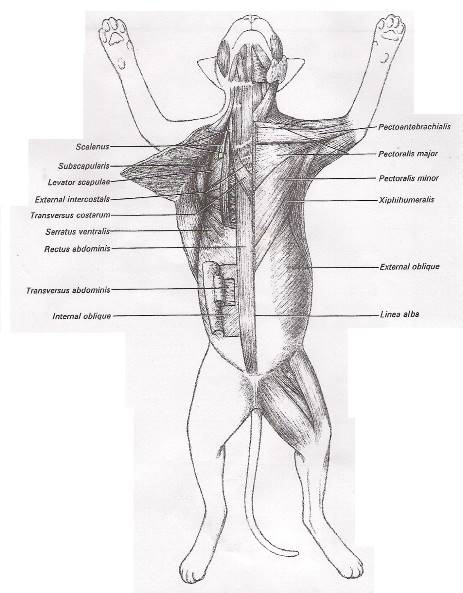 Scalenus
Subscapularis
Levator scapulae
External intercostals
Transversus costarum
Serratus ventralis
Rectus abdominis
Transversus abdominis
Internal oblique
Pectoantebrachialis
Pectoralis major
Pectoralis minor
Xiphihumeralis
External oblique
Linea alba